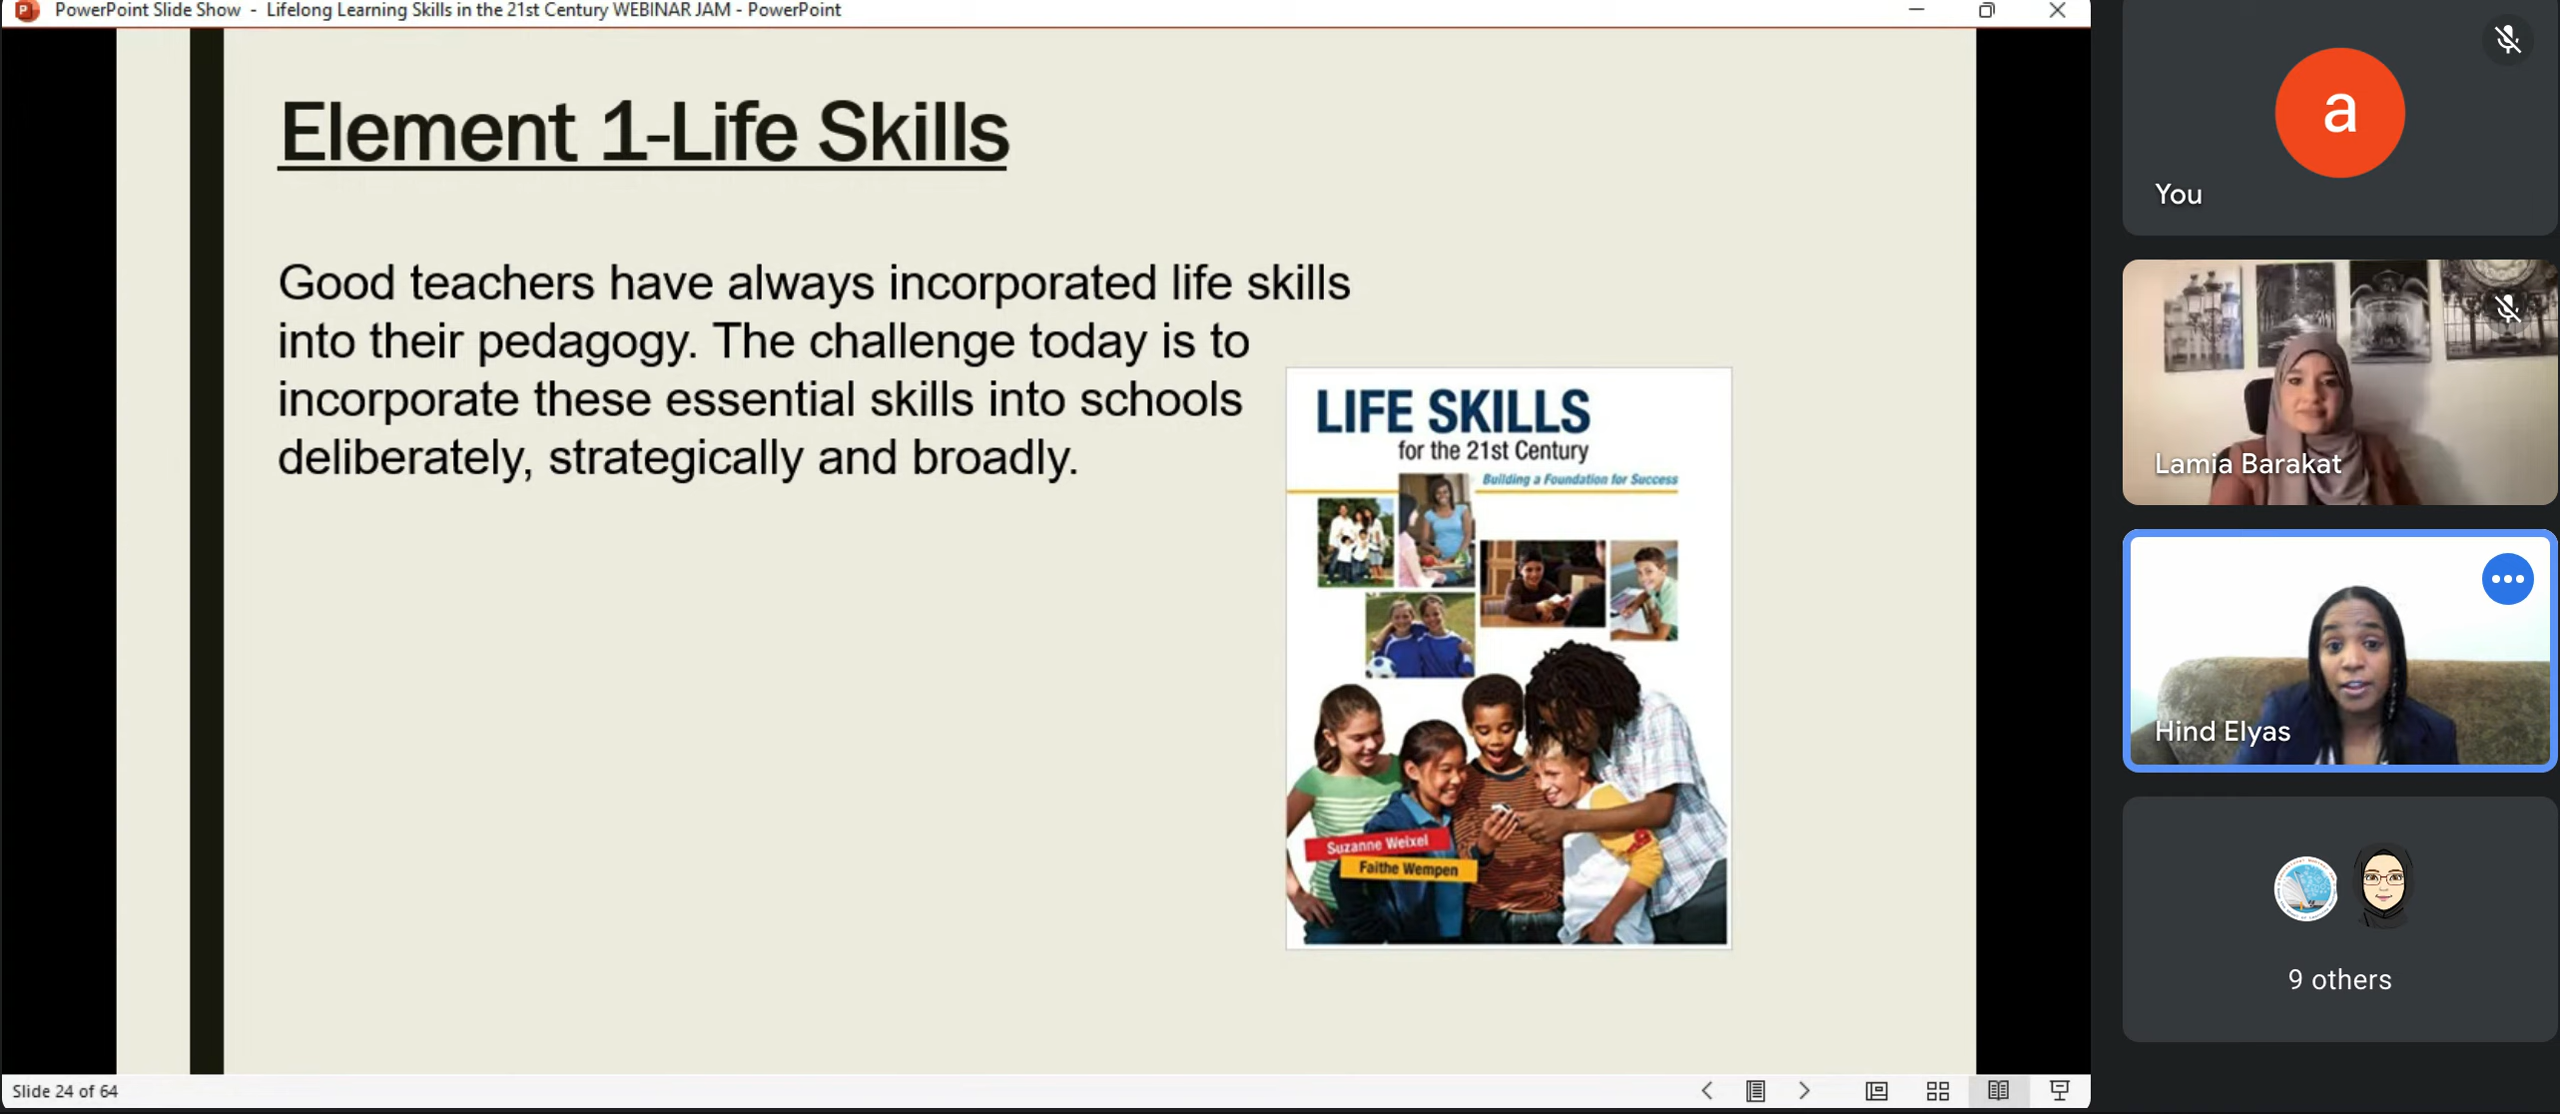 PowerPoint Slide Show - Lifelong Learning Skills in the 21st Century WEBINAR JAM - PowerPoint
Element 1-Life Skills
Good teachers have always incorporated life skills
into their pedagogy. The challenge today is to
incorporate these essential skills into schools
deliberately, strategically and broadly.
LIFE SKILLS
for the 21st Century
Building a Foundation for Success
Suzanne Weixel
Faithe Wempen
Slide 24 of 64
a
You
Lamia Barakat
Hind Elyas
9 others